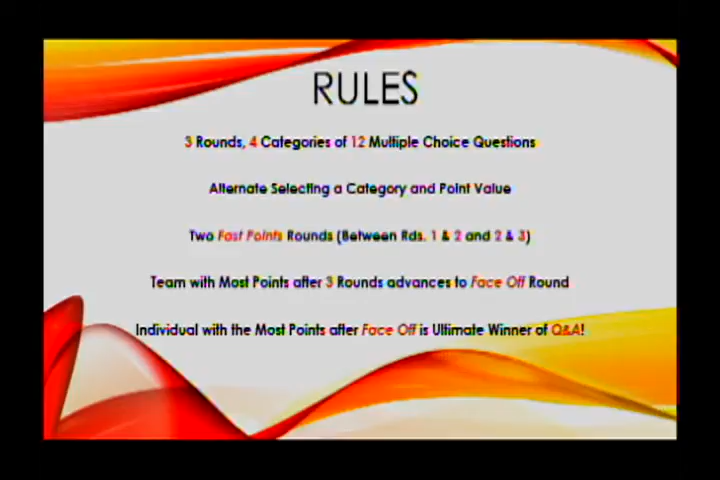 RULES
3 Rounds, 4 Categories of 12 Multiple Choice Questions
Alternate Selecting a Category and Point Value
Two Fast Points Rounds (Between Rds. 1 & 2 and 2 & 3)
Team with Most Points after 3 Rounds advances to Face Off Round
Individual with the Most Points after Face Off is Ultimate Winner of Q&A!